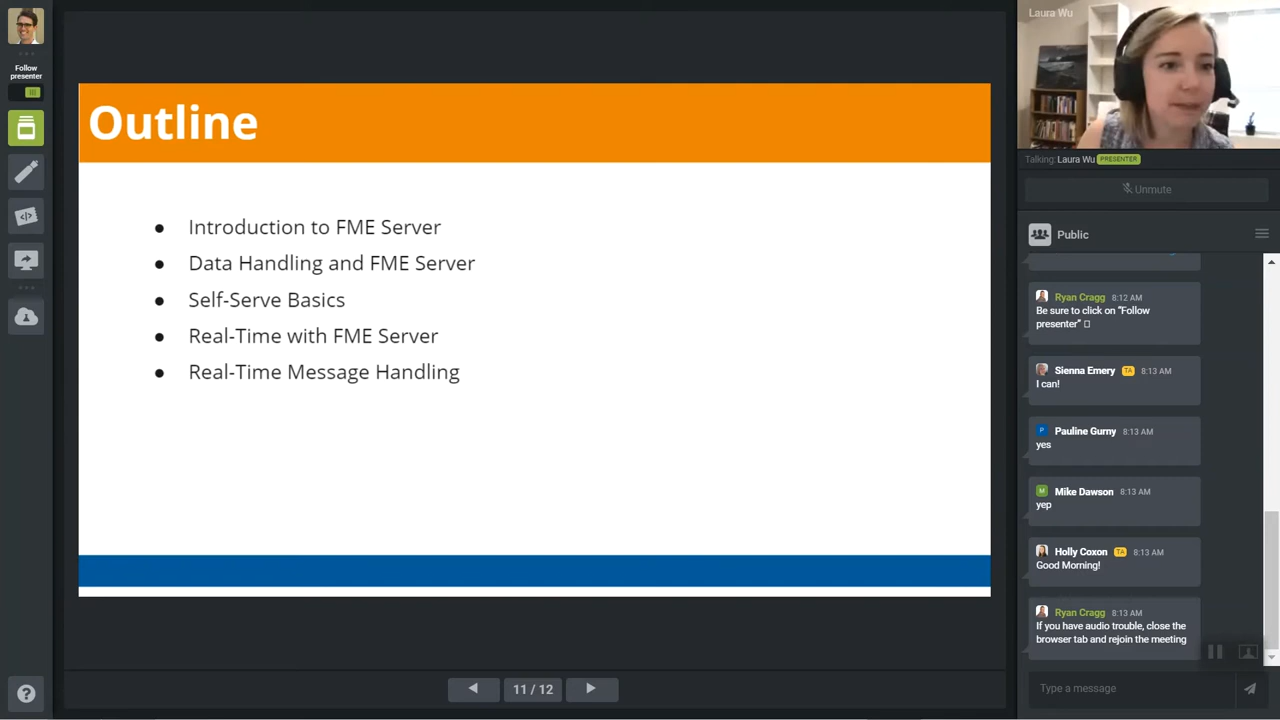 Follow
presenter
Outline
● Introduction to FME Server
● Data Handling and FME Server
● Self-Serve Basics
● Real-Time with FME Server
● Real-Time Message Handling
11 / 12
Laura Wu
Talking: Laura Wu PRESENTER
Unmute
Public
Ryan Cragg 8:12 AM
Be sure to click on "Follow
presenter"
Sienna Emery TA 8:13 AM
I can!
P
Pauline Gurny 8:13 AM
yes
M
Mike Dawson 8:13 AM
yep
Holly Coxon TA 8:13 AM
Good Morning!
Ryan Cragg 8:13 AM
If you have audio trouble, close the
browser tab and rejoin the meeting
Type a message